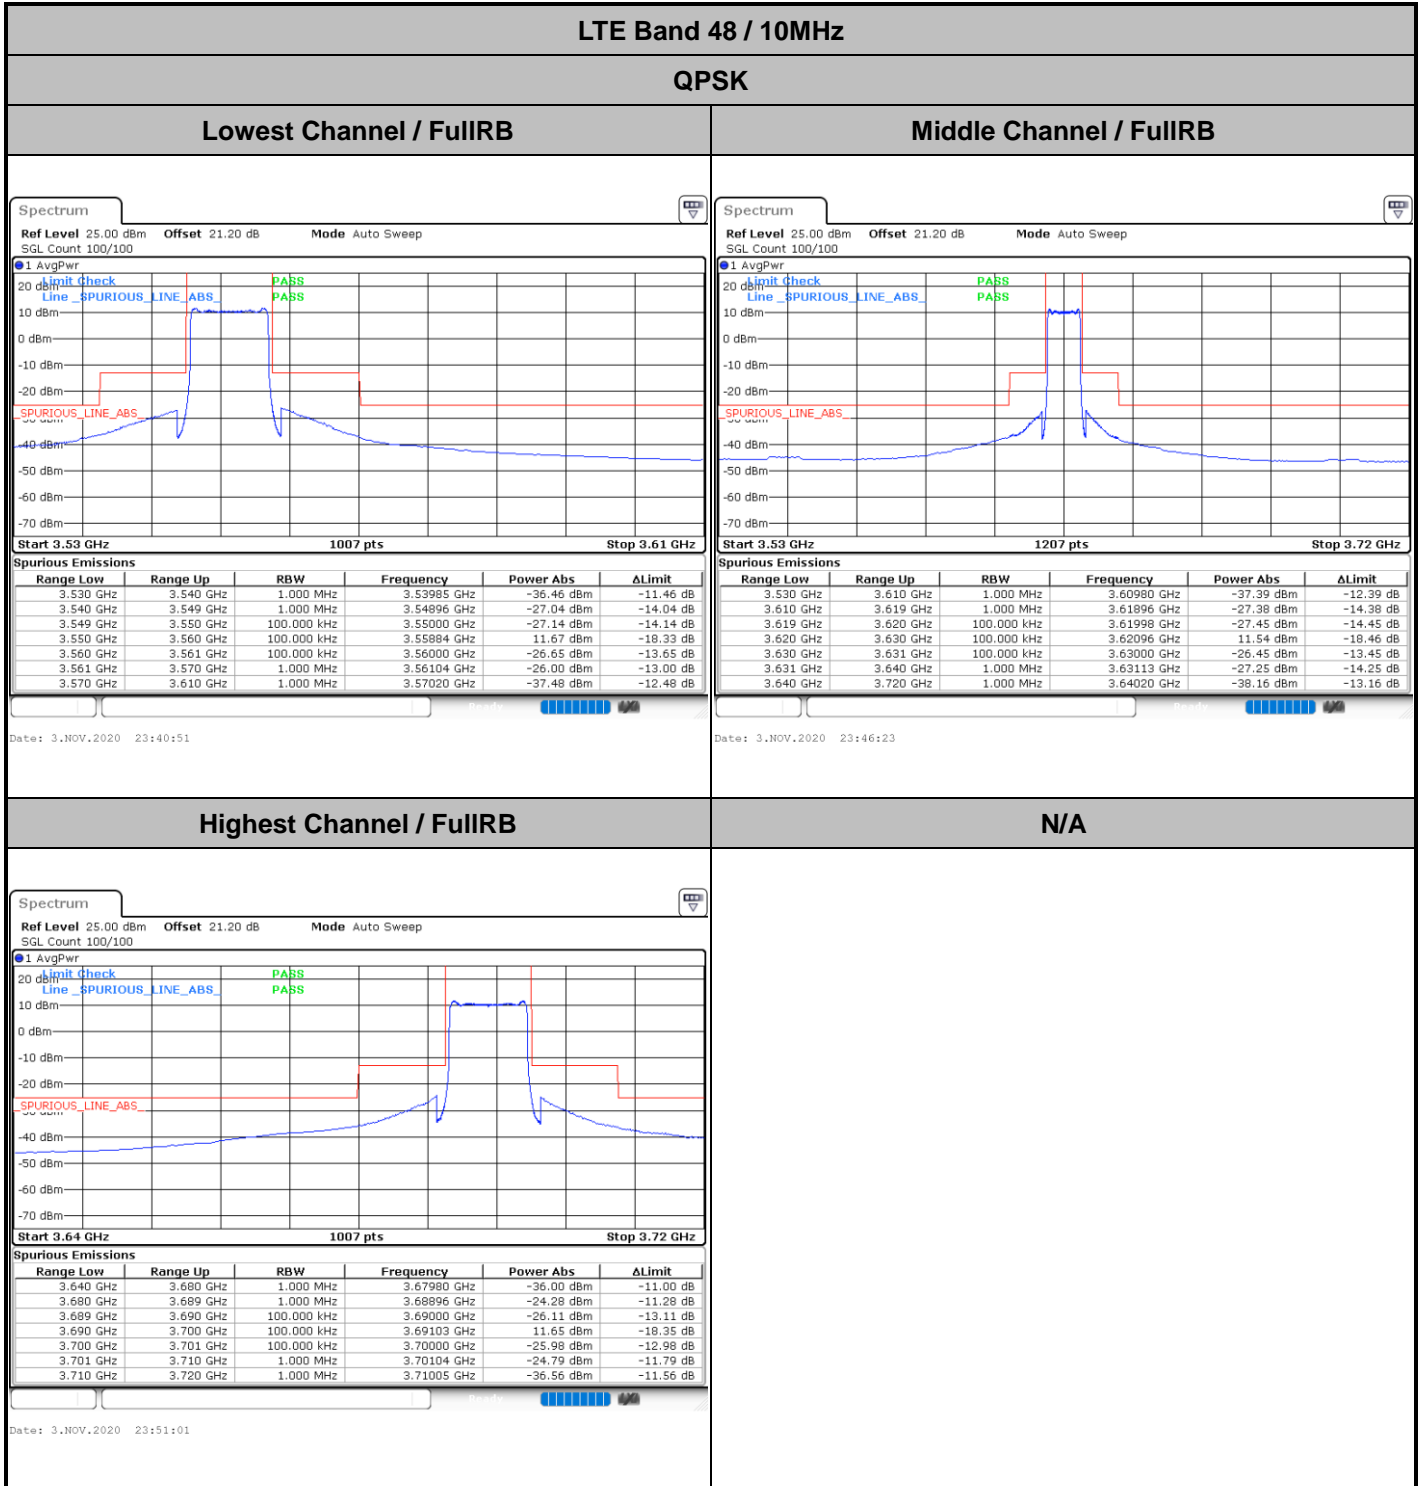 LTE Band 48 / 10MHz
QPSK
Lowest Channel / FullRB
Middle Channel / FullRB
Spectrum
Ref Level 25.00 dBm Offset 21.20 dB Mode Auto Sweep
SGL Count 100/100
1 AvgPwr
Limit Check PASS
Line _SPURIOUS_LINE_ABS_ PASS
20 dBm
10 dBm
0 dBm
-10 dBm
-20 dBm
_SPURIOUS_LINE_ABS_
-30 dBm
-40 dBm
-50 dBm
-60 dBm
-70 dBm
Start 3.53 GHz 1007 pts Stop 3.61 GHz
Spurious Emissions
Range Low Range Up RBW Frequency Power Abs ΔLimit
3.530 GHz 3.540 GHz 1.000 MHz 3.53985 GHz -36.46 dBm -11.46 dB
3.540 GHz 3.549 GHz 1.000 MHz 3.54896 GHz -27.04 dBm -14.04 dB
3.549 GHz 3.550 GHz 100.000 kHz 3.55000 GHz -27.14 dBm -14.14 dB
3.550 GHz 3.560 GHz 100.000 kHz 3.55884 GHz 11.67 dBm -18.33 dB
3.560 GHz 3.561 GHz 100.000 kHz 3.56000 GHz -26.65 dBm -13.65 dB
3.561 GHz 3.570 GHz 1.000 MHz 3.56104 GHz -26.00 dBm -13.00 dB
3.570 GHz 3.610 GHz 1.000 MHz 3.57020 GHz -37.48 dBm -12.48 dB
Ready
Date: 3.NOV.2020 23:40:51
Spectrum
Ref Level 25.00 dBm Offset 21.20 dB Mode Auto Sweep
SGL Count 100/100
1 AvgPwr
Limit Check PASS
Line _SPURIOUS_LINE_ABS_ PASS
20 dBm
10 dBm
0 dBm
-10 dBm
-20 dBm
_SPURIOUS_LINE_ABS_
-30 dBm
-40 dBm
-50 dBm
-60 dBm
-70 dBm
Start 3.53 GHz 1207 pts Stop 3.72 GHz
Spurious Emissions
Range Low Range Up RBW Frequency Power Abs ΔLimit
3.530 GHz 3.610 GHz 1.000 MHz 3.60980 GHz -37.39 dBm -12.39 dB
3.610 GHz 3.619 GHz 1.000 MHz 3.61896 GHz -27.38 dBm -14.38 dB
3.619 GHz 3.620 GHz 100.000 kHz 3.61998 GHz -27.45 dBm -14.45 dB
3.620 GHz 3.630 GHz 100.000 kHz 3.62096 GHz 11.54 dBm -18.46 dB
3.630 GHz 3.631 GHz 100.000 kHz 3.63000 GHz -26.45 dBm -13.45 dB
3.631 GHz 3.640 GHz 1.000 MHz 3.63113 GHz -27.25 dBm -14.25 dB
3.640 GHz 3.720 GHz 1.000 MHz 3.64020 GHz -38.16 dBm -13.16 dB
Ready
Date: 3.NOV.2020 23:46:23
Highest Channel / FullRB
N/A
Spectrum
Ref Level 25.00 dBm Offset 21.20 dB Mode Auto Sweep
SGL Count 100/100
1 AvgPwr
Limit Check PASS
Line _SPURIOUS_LINE_ABS_ PASS
20 dBm
10 dBm
0 dBm
-10 dBm
-20 dBm
_SPURIOUS_LINE_ABS_
-30 dBm
-40 dBm
-50 dBm
-60 dBm
-70 dBm
Start 3.64 GHz 1007 pts Stop 3.72 GHz
Spurious Emissions
Range Low Range Up RBW Frequency Power Abs ΔLimit
3.640 GHz 3.680 GHz 1.000 MHz 3.67980 GHz -36.00 dBm -11.00 dB
3.680 GHz 3.689 GHz 1.000 MHz 3.68896 GHz -24.28 dBm -11.28 dB
3.689 GHz 3.690 GHz 100.000 kHz 3.69000 GHz -26.11 dBm -13.11 dB
3.690 GHz 3.700 GHz 100.000 kHz 3.69103 GHz 11.65 dBm -18.35 dB
3.700 GHz 3.701 GHz 100.000 kHz 3.70000 GHz -25.98 dBm -12.98 dB
3.701 GHz 3.710 GHz 1.000 MHz 3.70104 GHz -24.79 dBm -11.79 dB
3.710 GHz 3.720 GHz 1.000 MHz 3.71005 GHz -36.56 dBm -11.56 dB
Ready
Date: 3.NOV.2020 23:51:01